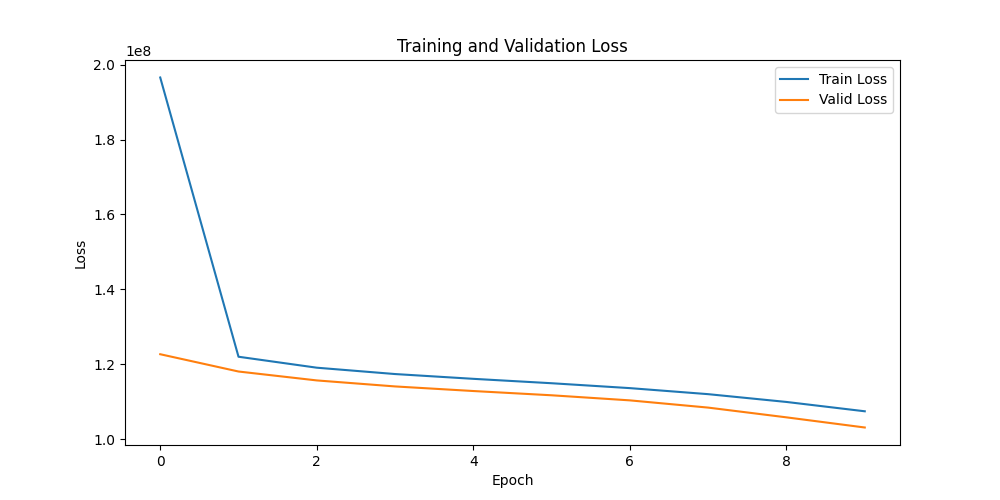 Training and Validation Loss
1e8
2.0
1.8
1.6
1.4
1.2
1.0
Loss
Train Loss
Valid Loss
0 2 4 6 8
Epoch